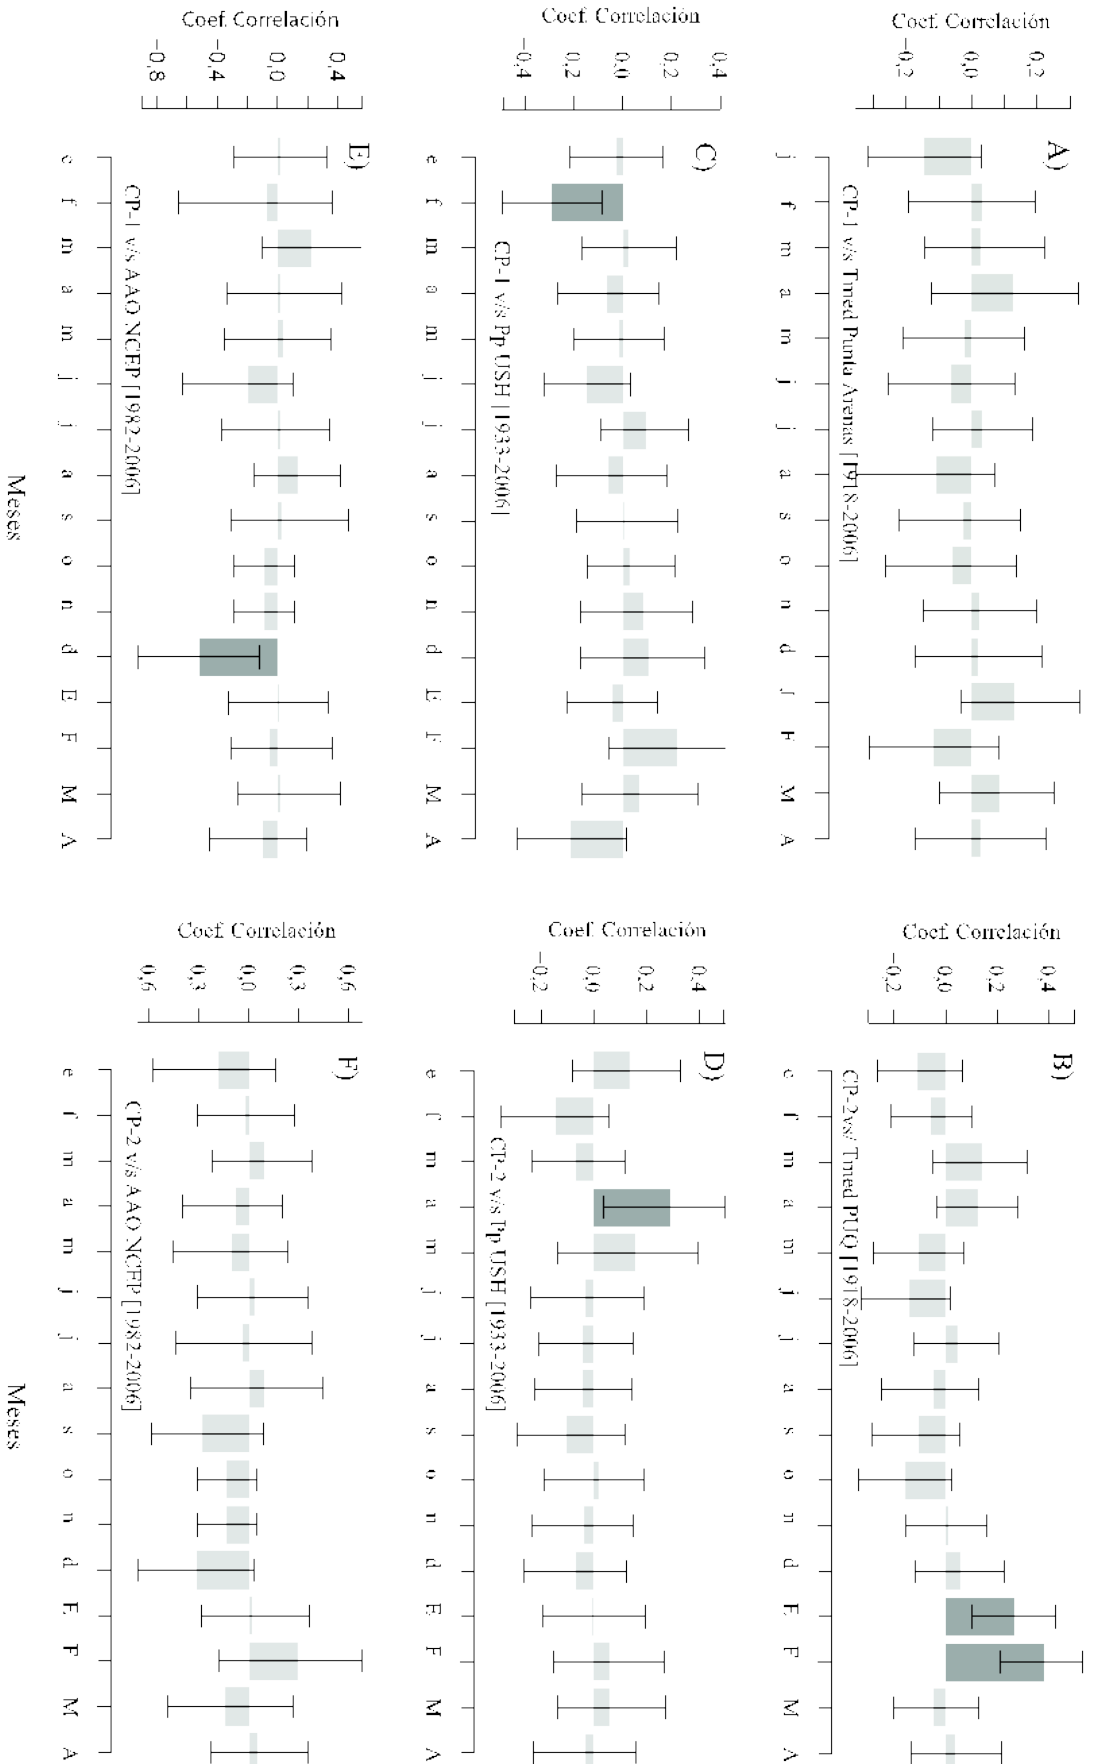 A)
Coef. Correlación
-0,2 0,0 0,2
j f m a m j j a s o n d J F M A
CP-1 v/s Tmed Punta Arenas [1918-2006]
B)
Coef. Correlación
-0,2 0,0 0,2 0,4
e f m a m j j a s o n d E F M A
CP-2vs/ Tmed PUQ [1918-2006]
C)
Coef. Correlación
-0,4 -0,2 0,0 0,2 0,4
e f m a m j j a s o n d E F M A
CP-1 v/s Pp USH [1933-2006]
D)
Coef. Correlación
-0,2 0,0 0,2 0,4
e f m a m j j a s o n d E F M A
CP-2 v/s Pp USH [1933-2006]
E)
Coef. Correlación
-0,8 -0,4 0,0 0,4
e f m a m j j a s o n d E F M A
CP-1 v/s AAO NCEP [1982-2006]
Meses
F)
Coef. Correlación
-0,6 -0,3 0,0 0,3 0,6
e f m a m j j a s o n d E F M A
CP-2 v/s AAO NCEP [1982-2006]
Meses